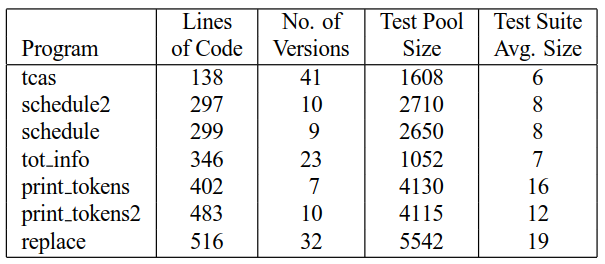 Lines No. of Test Pool Test Suite
Program of Code Versions Size Avg. Size
tcas 138 41 1608 6
schedule2 297 10 2710 8
schedule 299 9 2650 8
tot_info 346 23 1052 7
print_tokens 402 7 4130 16
print_tokens2 483 10 4115 12
replace 516 32 5542 19